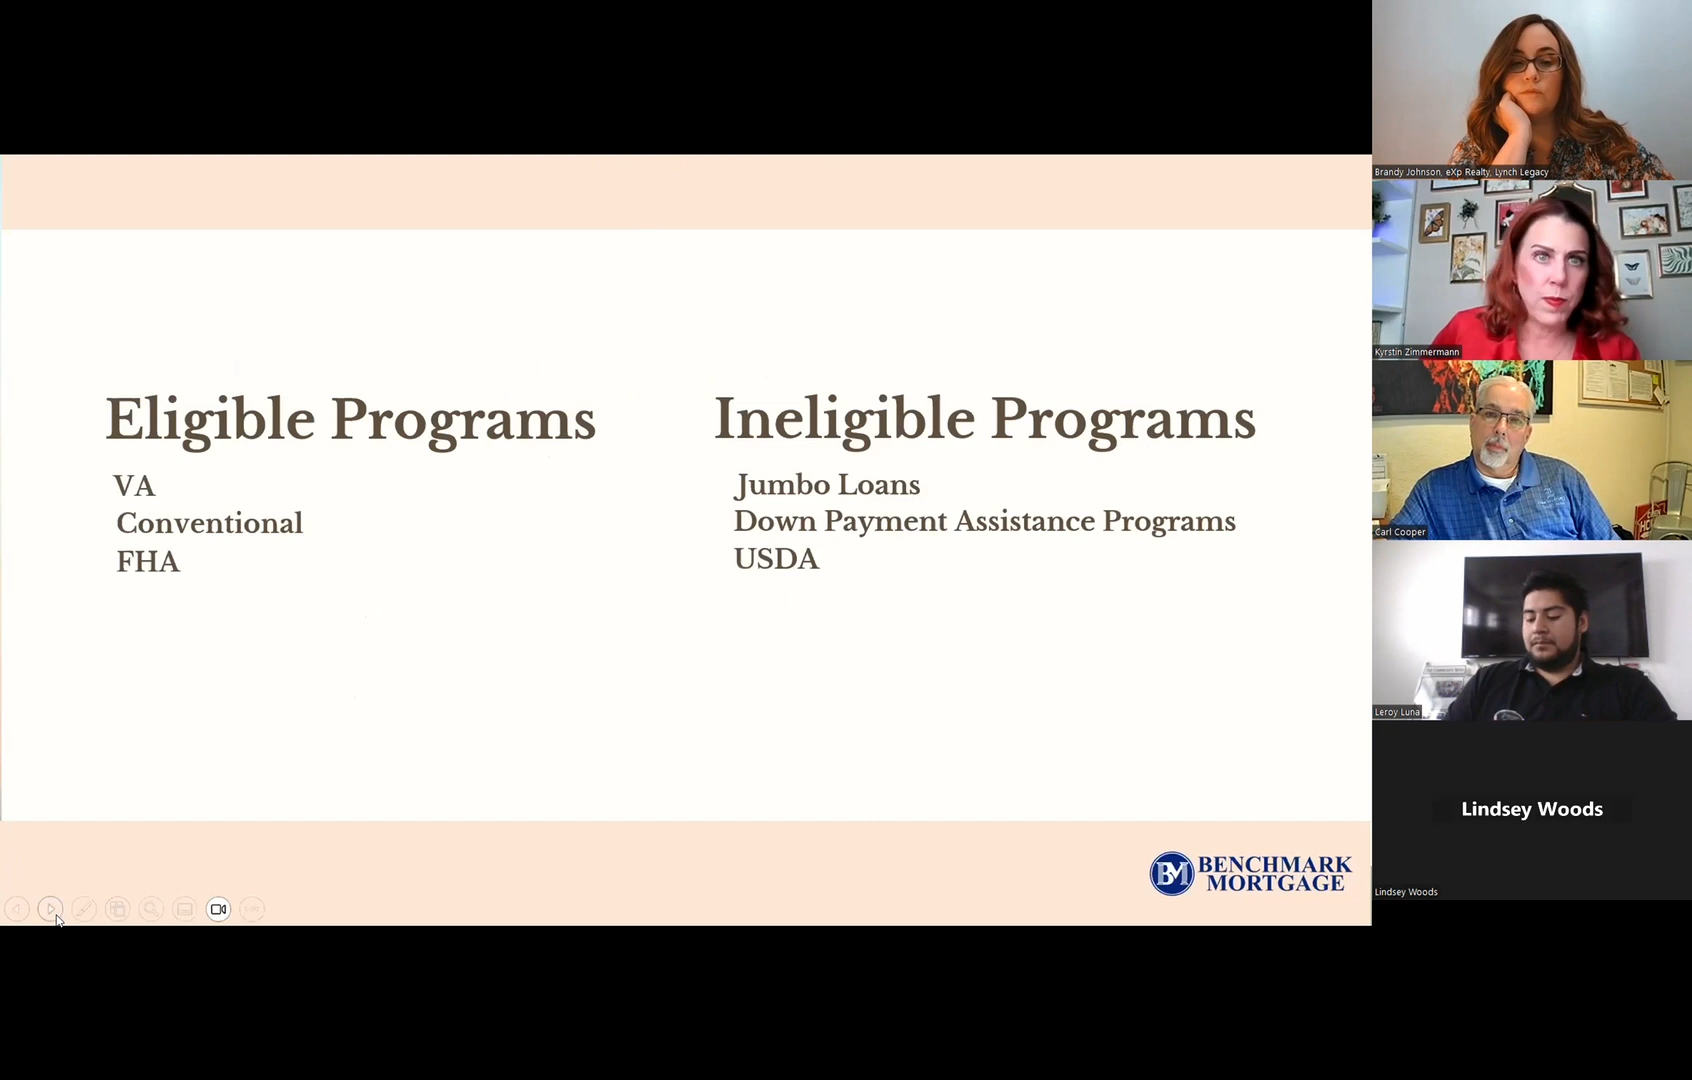 Eligible Programs
VA
Conventional
FHA
Ineligible Programs
Jumbo Loans
Down Payment Assistance Programs
USDA
BM
BENCHMARK
MORTGAGE
Brandy Johnson, eXp Realty, Lynch Legacy
Kyrstin Zimmermann
Carl Cooper
Leroy Luna
Lindsey Woods
Lindsey Woods